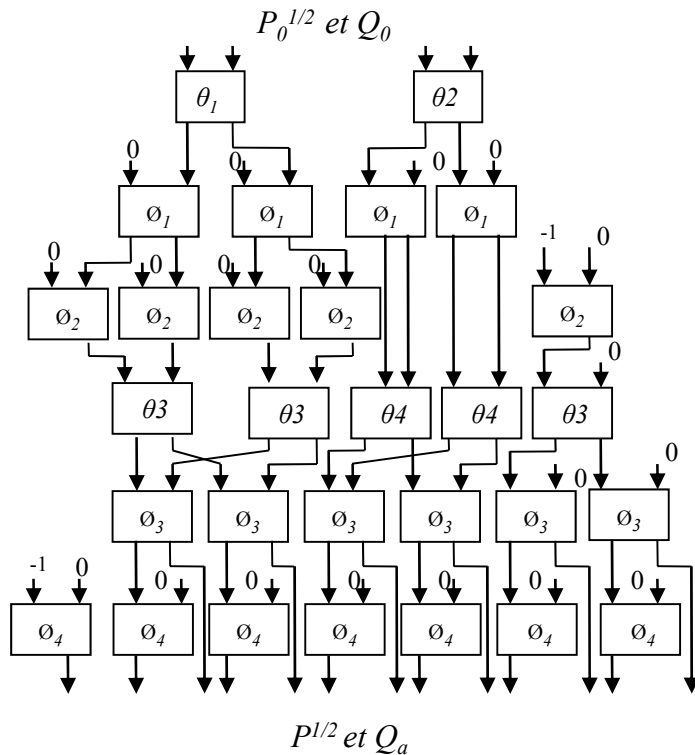 P₀^1/2 et Q₀
θ₁ θ2
0 0 0 0
ø₁ ø₁ ø₁ ø₁
0 0 0 0 -1 0
ø₂ ø₂ ø₂ ø₂ ø₂
0
θ3 θ3 θ4 θ4 θ3
0 0
ø₃ ø₃ ø₃ ø₃ ø₃ ø₃
-1 0 0 0 0 0 0 0
ø₄ ø₄ ø₄ ø₄ ø₄ ø₄ ø₄
P^1/2 et Qₐ